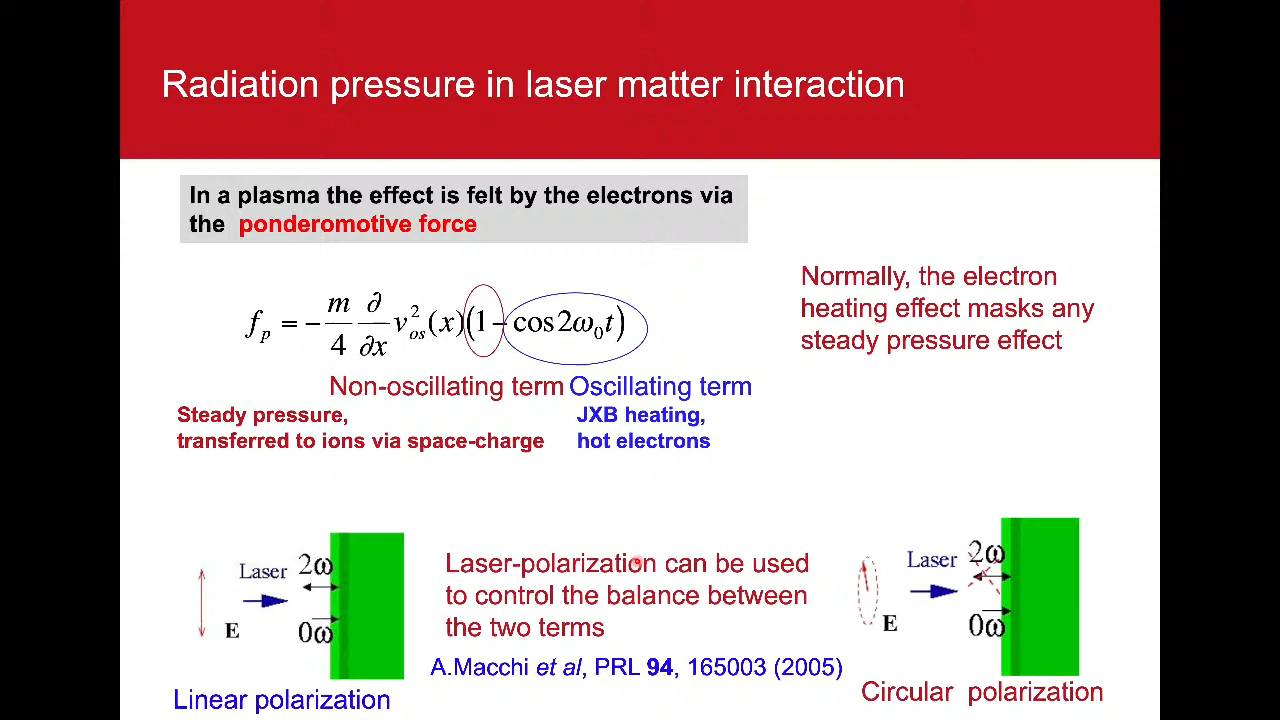 Radiation pressure in laser matter interaction
In a plasma the effect is felt by the electrons via
the ponderomotive force
f_p = − m/4 ∂/∂x v_os^2 (x)(1 − cos2ω_0t)
Non-oscillating term
Oscillating term
Steady pressure,
transferred to ions via space-charge
JXB heating,
hot electrons
Normally, the electron
heating effect masks any
steady pressure effect
Laser
2ω
0ω
E
Linear polarization
Laser-polarization can be used
to control the balance between
the two terms
A.Macchi et al, PRL 94, 165003 (2005)
Laser
2ω
0ω
E
Circular polarization